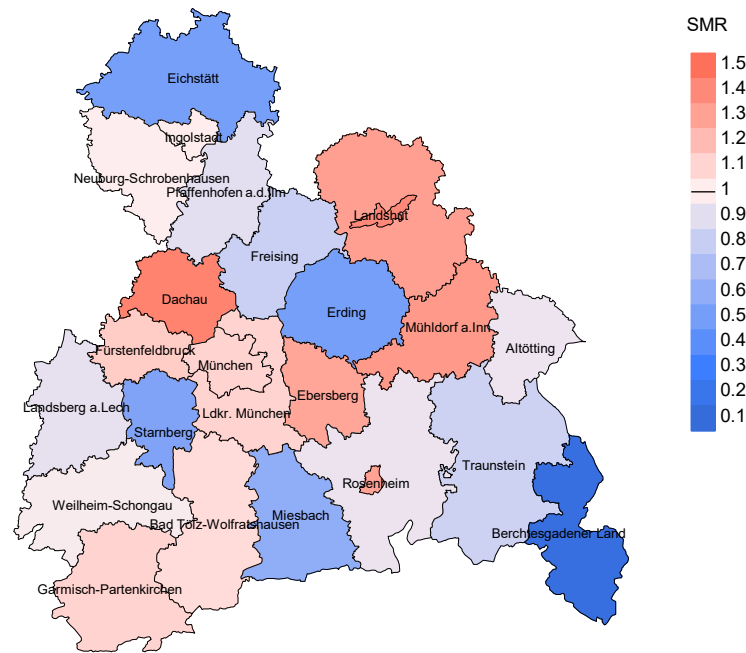 SMR
Eichstätt
Ingolstadt
Neuburg-Schrobenhausen
Pfaffenhofen a.d.Ilm
Landshut
Freising
Dachau
Erding
Mühldorf a.Inn
Altötting
Fürstenfeldbruck
München
Ebersberg
Landsberg a.Lech
Ldkr. München
Starnberg
Traunstein
Rosenheim
Weilheim-Schongau
Miesbach
Bad Tölz-Wolfratshausen
Berchtesgadener Land
Garmisch-Partenkirchen
1.5
1.4
1.3
1.2
1.1
1
0.9
0.8
0.7
0.6
0.5
0.4
0.3
0.2
0.1